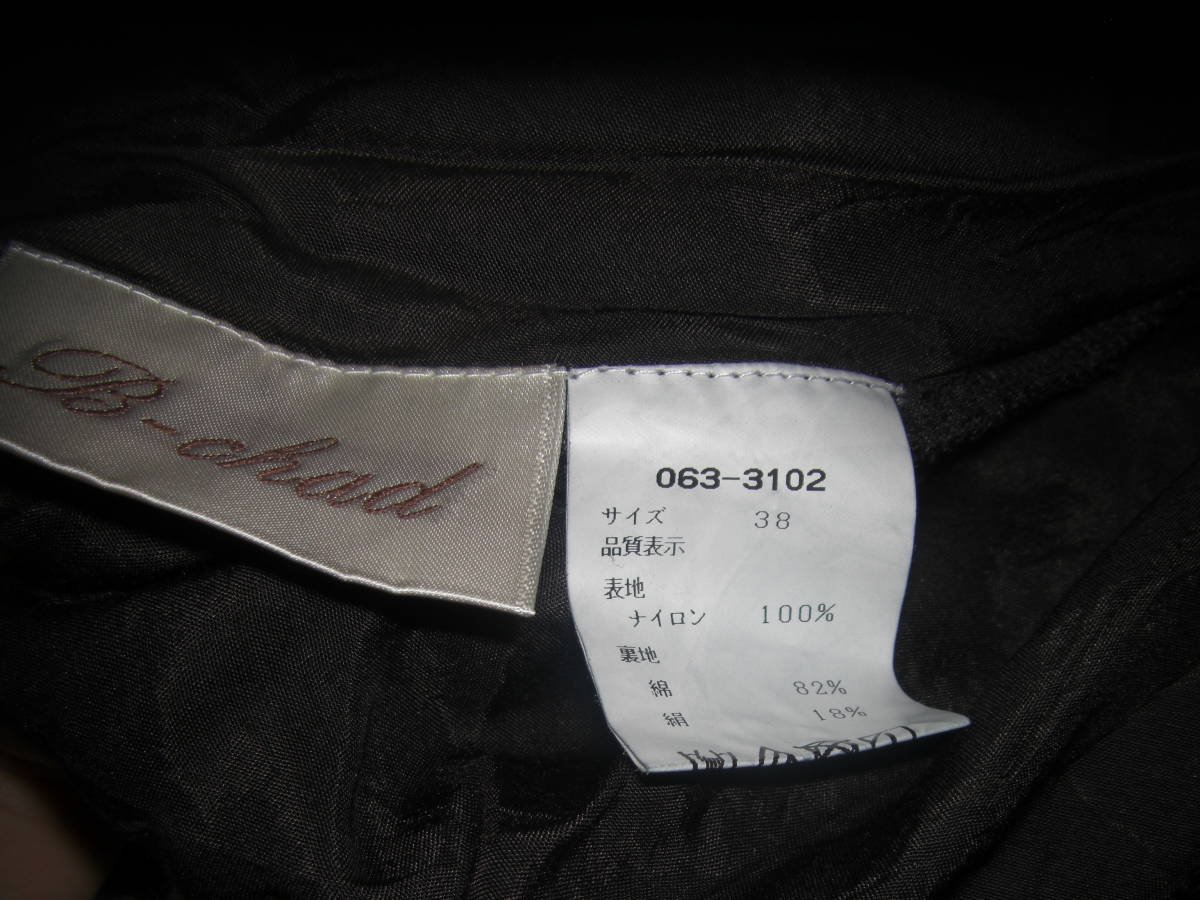 B-chad
063-3102
サイズ 38
品質表示
表地
ナイロン 100%
裏地
綿 82%
絹 18%